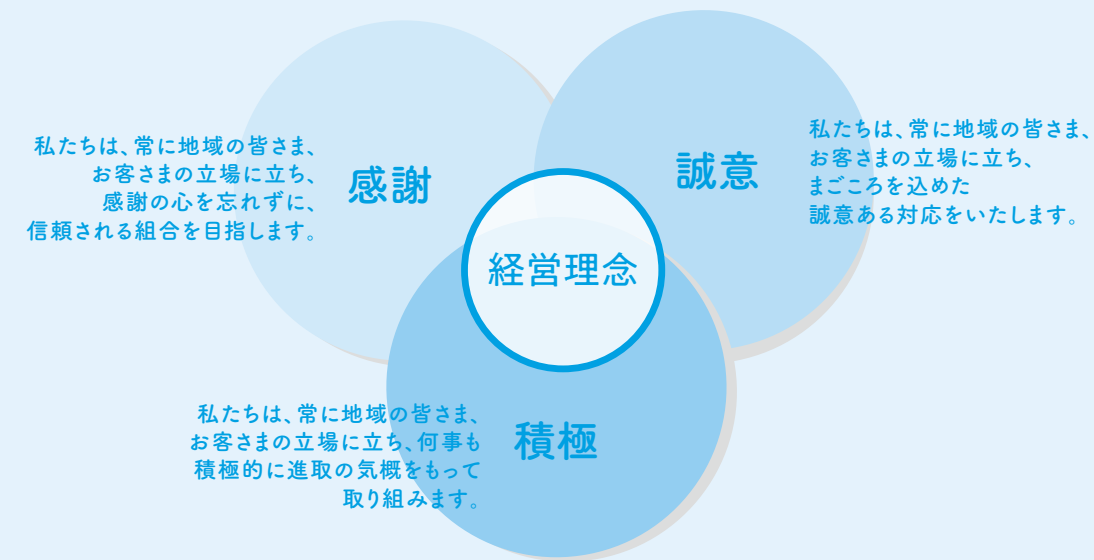 私たちは、常に地域の皆さま、
お客さまの立場に立ち、
感謝の心を忘れずに、
信頼される組合を目指します。
感謝
誠意
私たちは、常に地域の皆さま、
お客さまの立場に立ち、
まごころを込めた
誠意ある対応をいたします。
経営理念
私たちは、常に地域の皆さま、
お客さまの立場に立ち、何事も
積極的に進取の気概をもって
取り組みます。
積極